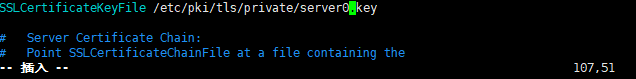 SSLCertificateKeyFile /etc/pki/tls/private/server0.key
#   Server Certificate Chain:
#   Point SSLCertificateChainFile at a file containing the
-- 插入 --                                                              107,51